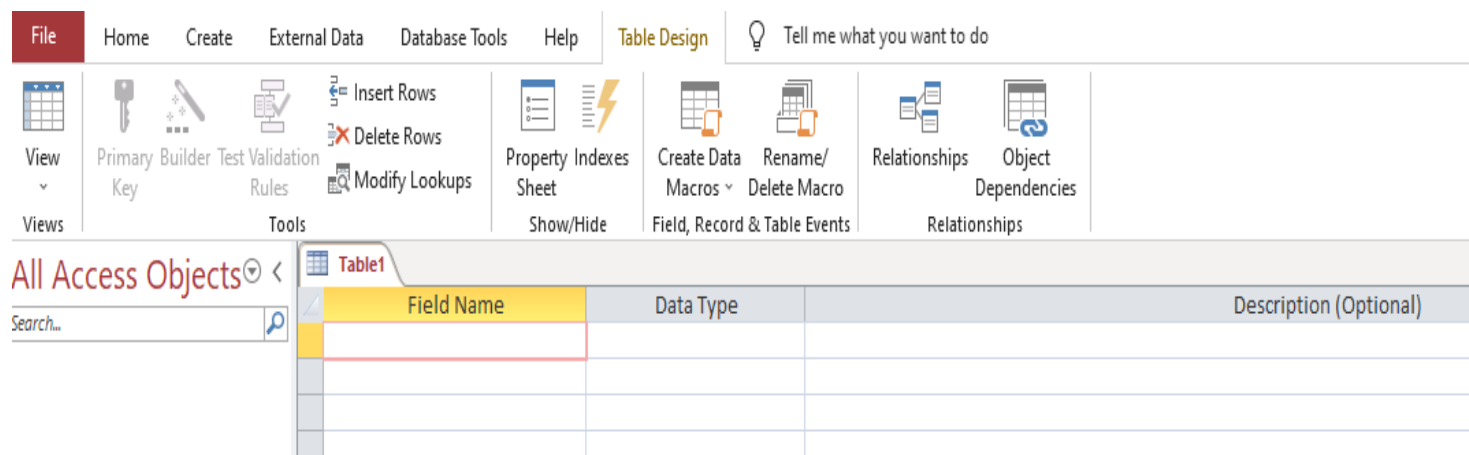 File Home Create External Data Database Tools Help Table Design Tell me what you want to do
Insert Rows
Delete Rows
Modify Lookups
View Primary Builder Test Validation Property Indexes Create Data Rename/ Relationships Object
Key Rules Sheet Macros Delete Macro Dependencies
Views Tools Show/Hide Field, Record & Table Events Relationships
All Access Objects Table1
Field Name Data Type Description (Optional)
Search...